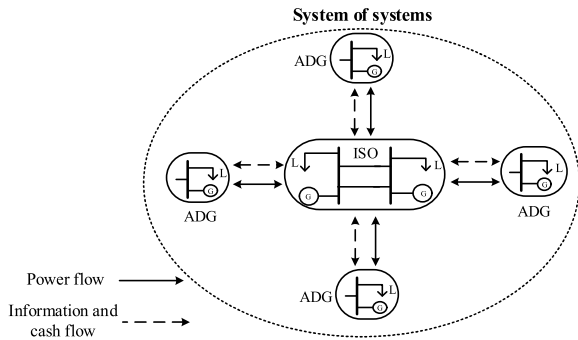 System of systems
ADG
L
G
ISO
L
L
G
G
L
G
ADG
L
G
ADG
ADG
L
G
Power flow
Information and
cash flow